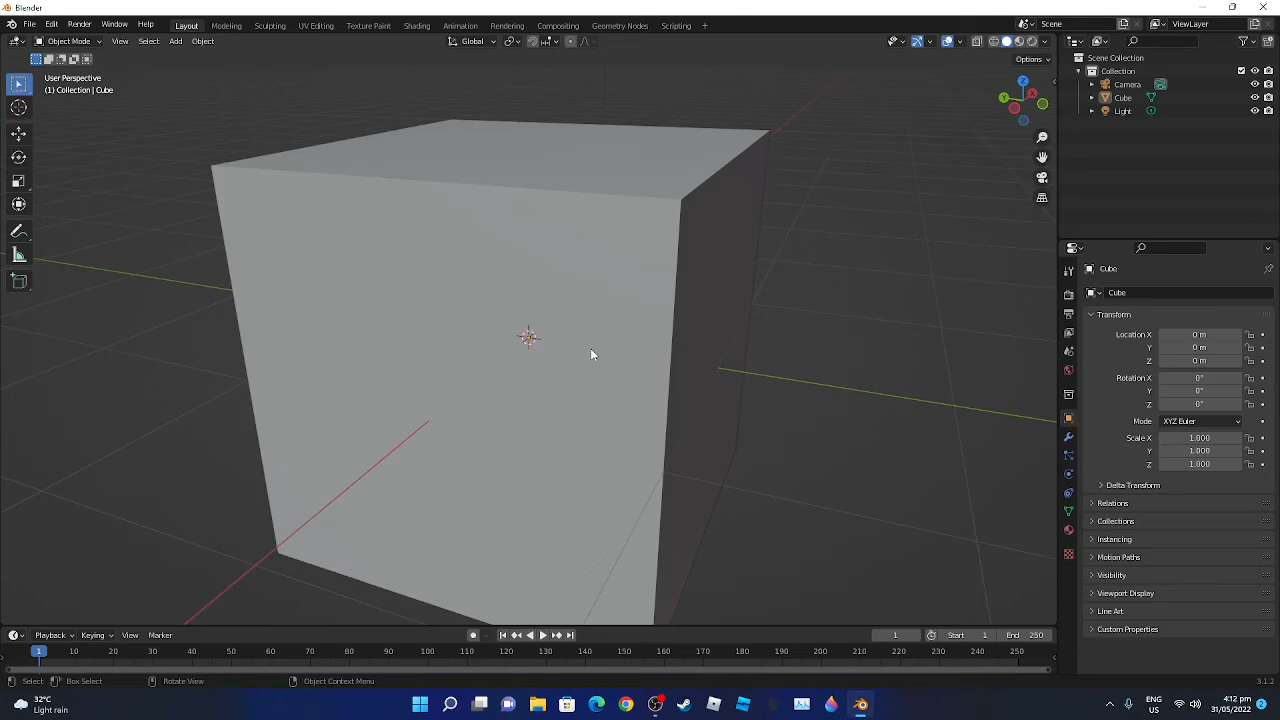 Blender
File Edit Render Window Help
Layout Modeling Sculpting UV Editing Texture Paint Shading Animation Rendering Compositing Geometry Nodes Scripting +
Scene
ViewLayer
Object Mode View Select Add Object
Global
Options
User Perspective
(1) Collection | Cube
Z
Y
X
Scene Collection
Collection
Camera
Cube
Light
Cube
Cube
Transform
Location X 0 m
Y 0 m
Z 0 m
Rotation X 0°
Y 0°
Z 0°
Mode XYZ Euler
Scale X 1.000
Y 1.000
Z 1.000
Delta Transform
Relations
Collections
Instancing
Motion Paths
Visibility
Viewport Display
Line Art
Custom Properties
Playback Keying View Marker
1
Start 1
End 250
1 10 20 30 40 50 60 70 80 90 100 110 120 130 140 150 160 170 180 190 200 210 220 230 240 250
Select Box Select Rotate View Object Context Menu
3.1.2
32°C
Light rain
ENG
US
4:12 PM
31/05/2022